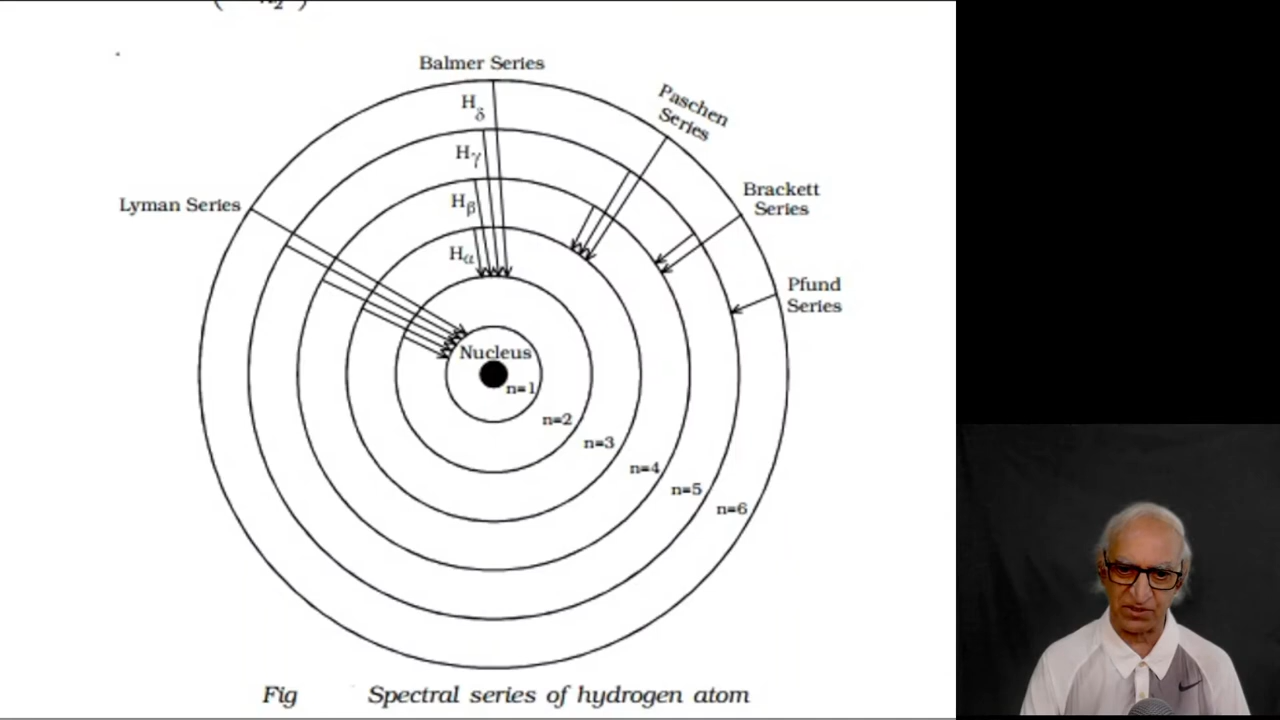 Balmer Series
Paschen
Series
Hδ
Hγ
Brackett
Series
Lyman Series
Hβ
Hα
Pfund
Series
Nucleus
n=1
n=2
n=3
n=4
n=5
n=6
Fig Spectral series of hydrogen atom